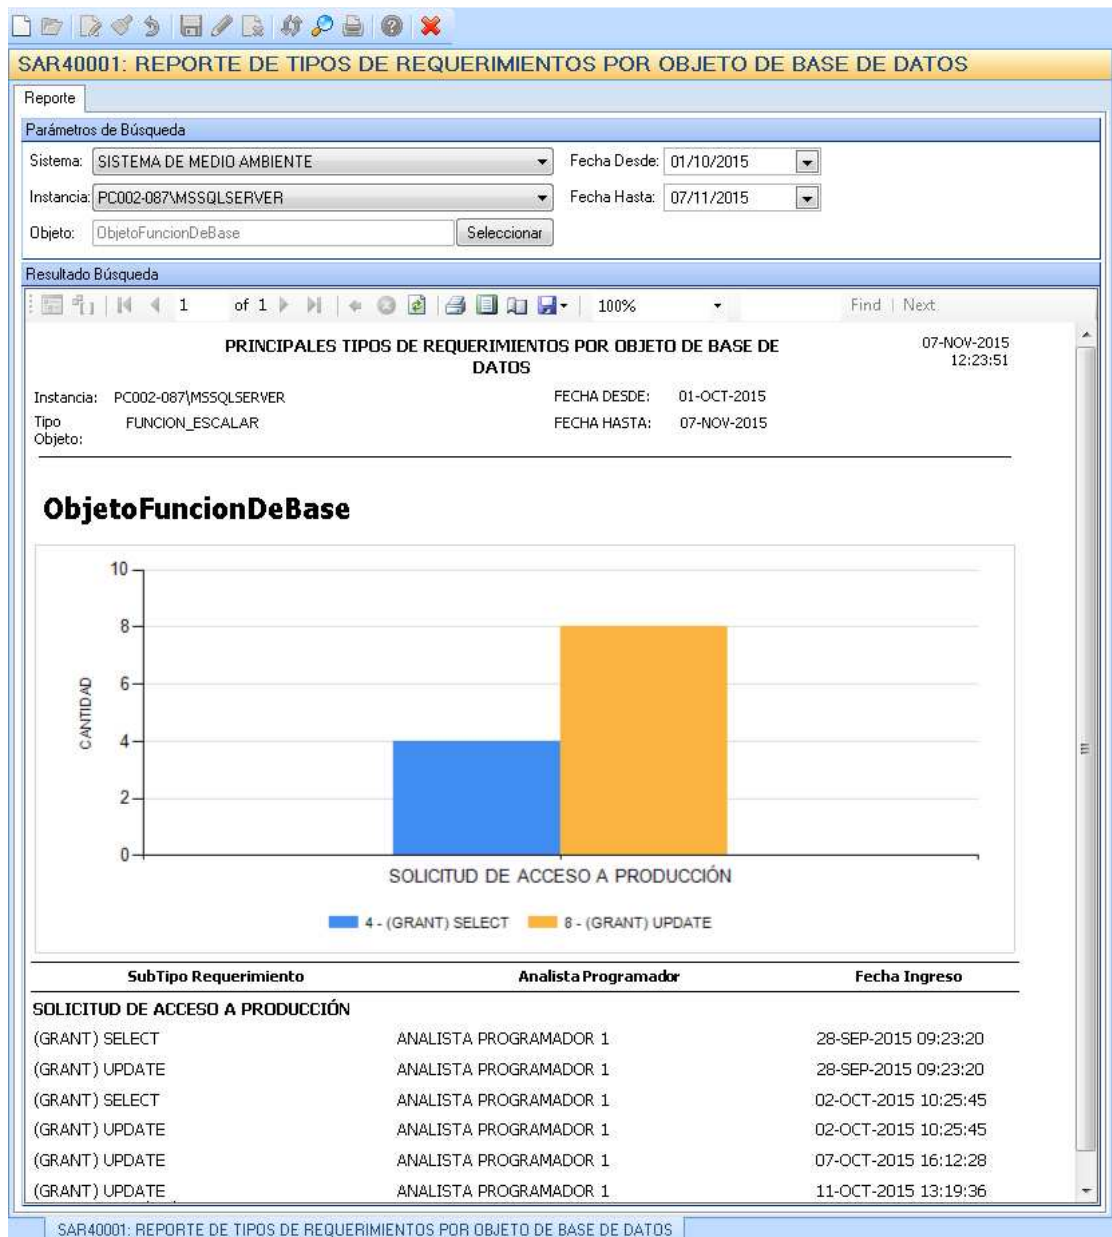 SAR40001: REPORTE DE TIPOS DE REQUERIMIENTOS POR OBJETO DE BASE DE DATOS
Reporte
Parámetros de Búsqueda
Sistema: SISTEMA DE MEDIO AMBIENTE Fecha Desde: 01/10/2015
Instancia: PC002-087\MSSQLSERVER Fecha Hasta: 07/11/2015
Objeto: ObjetoFuncionDeBase Seleccionar
Resultado Búsqueda
1 of 1 100% Find | Next
PRINCIPALES TIPOS DE REQUERIMIENTOS POR OBJETO DE BASE DE 07-NOV-2015
DATOS 12:23:51
Instancia: PC002-087\MSSQLSERVER FECHA DESDE: 01-OCT-2015
Tipo FUNCION_ESCALAR FECHA HASTA: 07-NOV-2015
Objeto:
ObjetoFuncionDeBase
10
8
6
CANTIDAD
4
2
0
SOLICITUD DE ACCESO A PRODUCCIÓN
4 - (GRANT) SELECT 8 - (GRANT) UPDATE
SubTipo Requerimiento Analista Programador Fecha Ingreso
SOLICITUD DE ACCESO A PRODUCCIÓN
(GRANT) SELECT ANALISTA PROGRAMADOR 1 28-SEP-2015 09:23:20
(GRANT) UPDATE ANALISTA PROGRAMADOR 1 28-SEP-2015 09:23:20
(GRANT) SELECT ANALISTA PROGRAMADOR 1 02-OCT-2015 10:25:45
(GRANT) UPDATE ANALISTA PROGRAMADOR 1 02-OCT-2015 10:25:45
(GRANT) UPDATE ANALISTA PROGRAMADOR 1 07-OCT-2015 16:12:28
(GRANT) UPDATE ANALISTA PROGRAMADOR 1 11-OCT-2015 13:19:36
SAR40001: REPORTE DE TIPOS DE REQUERIMIENTOS POR OBJETO DE BASE DE DATOS